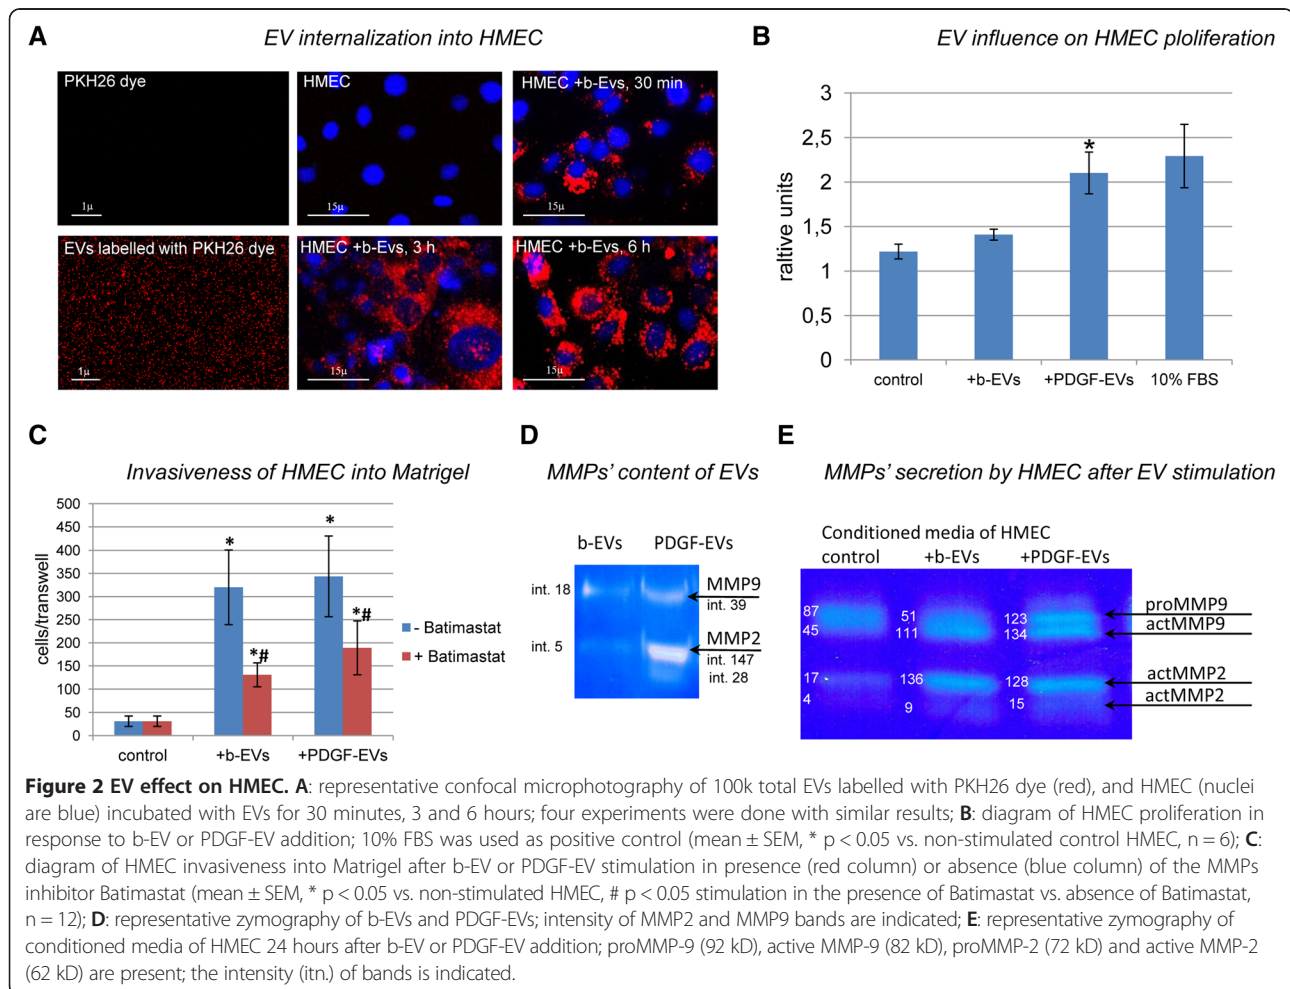 A
EV internalization into HMEC
PKH26 dye
1µ
HMEC
15µ
HMEC +b-Evs, 30 min
15µ
EVs labelled with PKH26 dye
1µ
HMEC +b-Evs, 3 h
15µ
HMEC +b-Evs, 6 h
15µ
B
EV influence on HMEC ploliferation
raltive units
3
2,5
2
1,5
1
0,5
0
*
control
+b-EVs
+PDGF-EVs
10% FBS
C
Invasiveness of HMEC into Matrigel
cells/transwell
500
450
400
350
300
250
200
150
100
50
0
*
*#
*
*#
control
+b-EVs
+PDGF-EVs
- Batimastat
+ Batimastat
D
MMPs' content of EVs
b-EVs PDGF-EVs
int. 18
MMP9
int. 39
int. 5
MMP2
int. 147
int. 28
E
MMPs' secretion by HMEC after EV stimulation
Conditioned media of HMEC
control +b-EVs +PDGF-EVs
87 51 123 proMMP9
45 111 134 actMMP9
17 136 128 actMMP2
4 9 15 actMMP2
Figure 2 EV effect on HMEC. A: representative confocal microphotography of 100k total EVs labelled with PKH26 dye (red), and HMEC (nuclei
are blue) incubated with EVs for 30 minutes, 3 and 6 hours; four experiments were done with similar results; B: diagram of HMEC proliferation in
response to b-EV or PDGF-EV addition; 10% FBS was used as positive control (mean ± SEM, * p < 0.05 vs. non-stimulated control HMEC, n = 6); C:
diagram of HMEC invasiveness into Matrigel after b-EV or PDGF-EV stimulation in presence (red column) or absence (blue column) of the MMPs
inhibitor Batimastat (mean ± SEM, * p < 0.05 vs. non-stimulated HMEC, # p < 0.05 stimulation in the presence of Batimastat vs. absence of Batimastat,
n = 12); D: representative zymography of b-EVs and PDGF-EVs; intensity of MMP2 and MMP9 bands are indicated; E: representative zymography of
conditioned media of HMEC 24 hours after b-EV or PDGF-EV addition; proMMP-9 (92 kD), active MMP-9 (82 kD), proMMP-2 (72 kD) and active MMP-2
(62 kD) are present; the intensity (itn.) of bands is indicated.